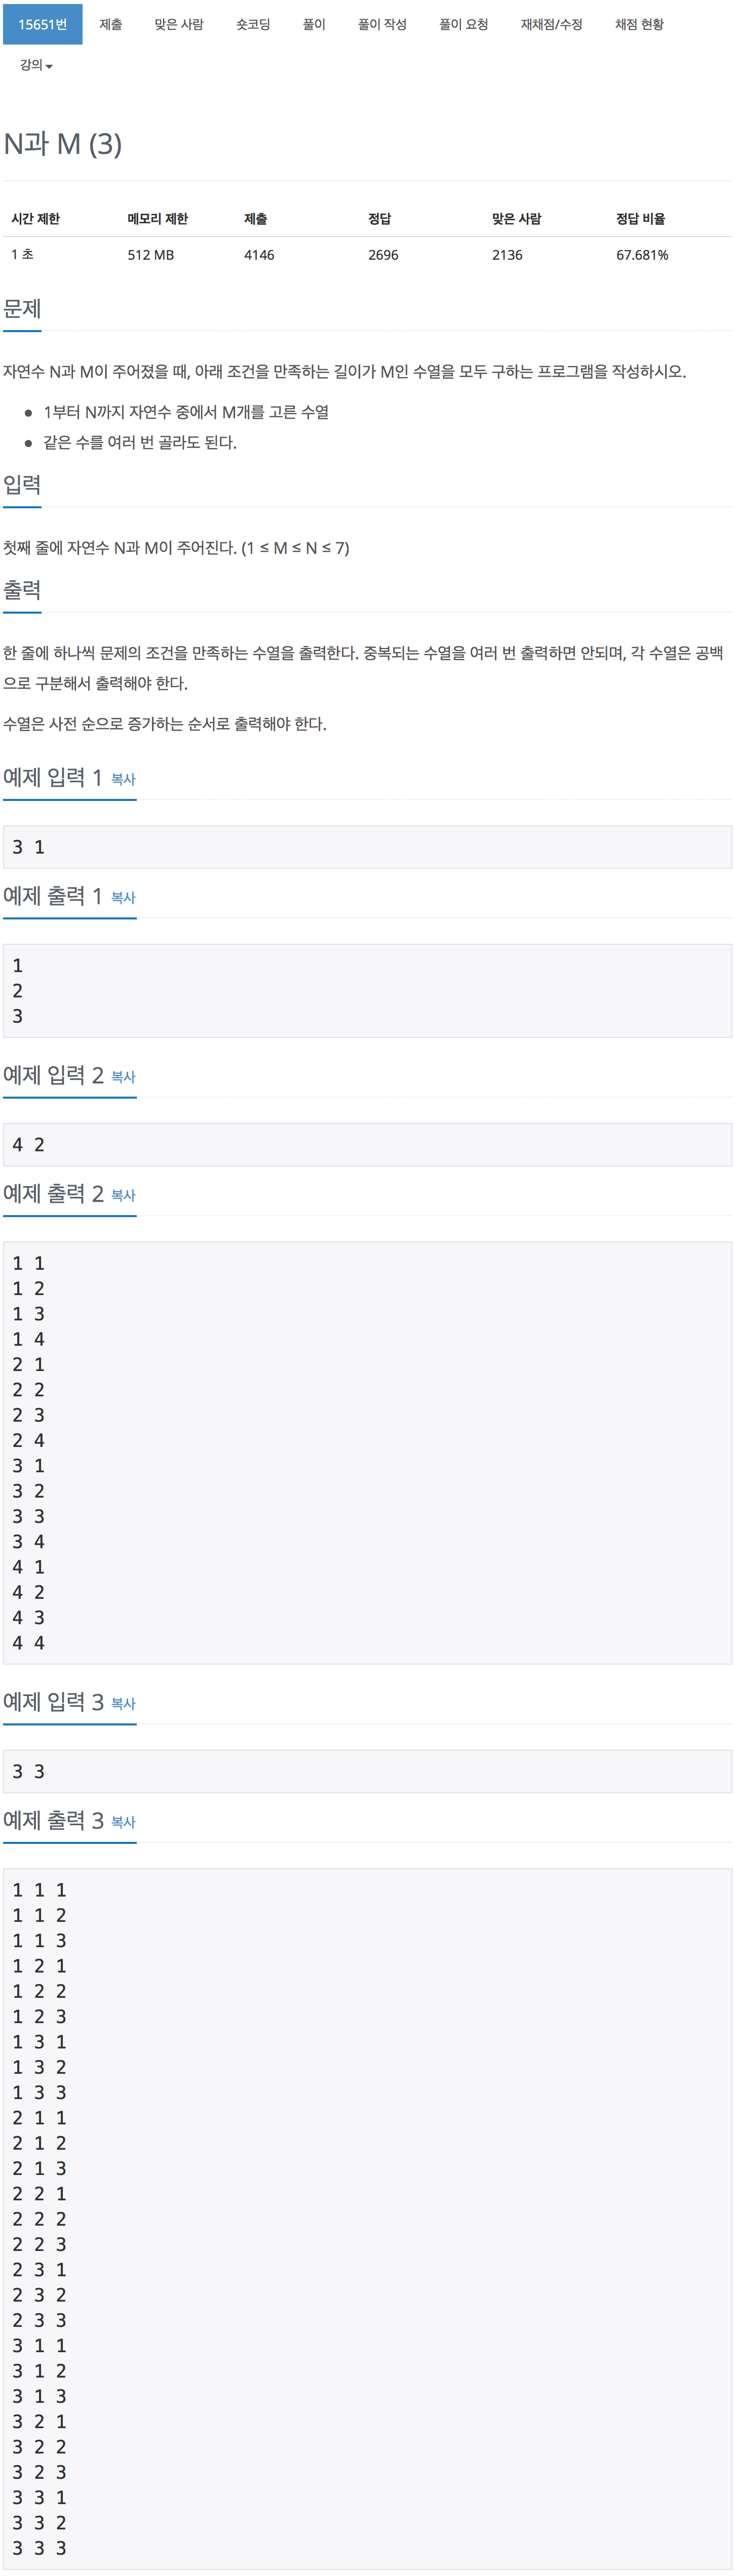 15651번 제출 맞은 사람 숏코딩 풀이 풀이 작성 풀이 요청 재채점/수정 채점 현황
강의
N과 M (3)
시간 제한 메모리 제한 제출 정답 맞은 사람 정답 비율
1 초 512 MB 4146 2696 2136 67.681%
문제
자연수 N과 M이 주어졌을 때, 아래 조건을 만족하는 길이가 M인 수열을 모두 구하는 프로그램을 작성하시오.
● 1부터 N까지 자연수 중에서 M개를 고른 수열
● 같은 수를 여러 번 골라도 된다.
입력
첫째 줄에 자연수 N과 M이 주어진다. (1 ≤ M ≤ N ≤ 7)
출력
한 줄에 하나씩 문제의 조건을 만족하는 수열을 출력한다. 중복되는 수열을 여러 번 출력하면 안되며, 각 수열은 공백
으로 구분해서 출력해야 한다.
수열은 사전 순으로 증가하는 순서로 출력해야 한다.
예제 입력 1 복사
3 1
예제 출력 1 복사
1
2
3
예제 입력 2 복사
4 2
예제 출력 2 복사
1 1
1 2
1 3
1 4
2 1
2 2
2 3
2 4
3 1
3 2
3 3
3 4
4 1
4 2
4 3
4 4
예제 입력 3 복사
3 3
예제 출력 3 복사
1 1 1
1 1 2
1 1 3
1 2 1
1 2 2
1 2 3
1 3 1
1 3 2
1 3 3
2 1 1
2 1 2
2 1 3
2 2 1
2 2 2
2 2 3
2 3 1
2 3 2
2 3 3
3 1 1
3 1 2
3 1 3
3 2 1
3 2 2
3 2 3
3 3 1
3 3 2
3 3 3